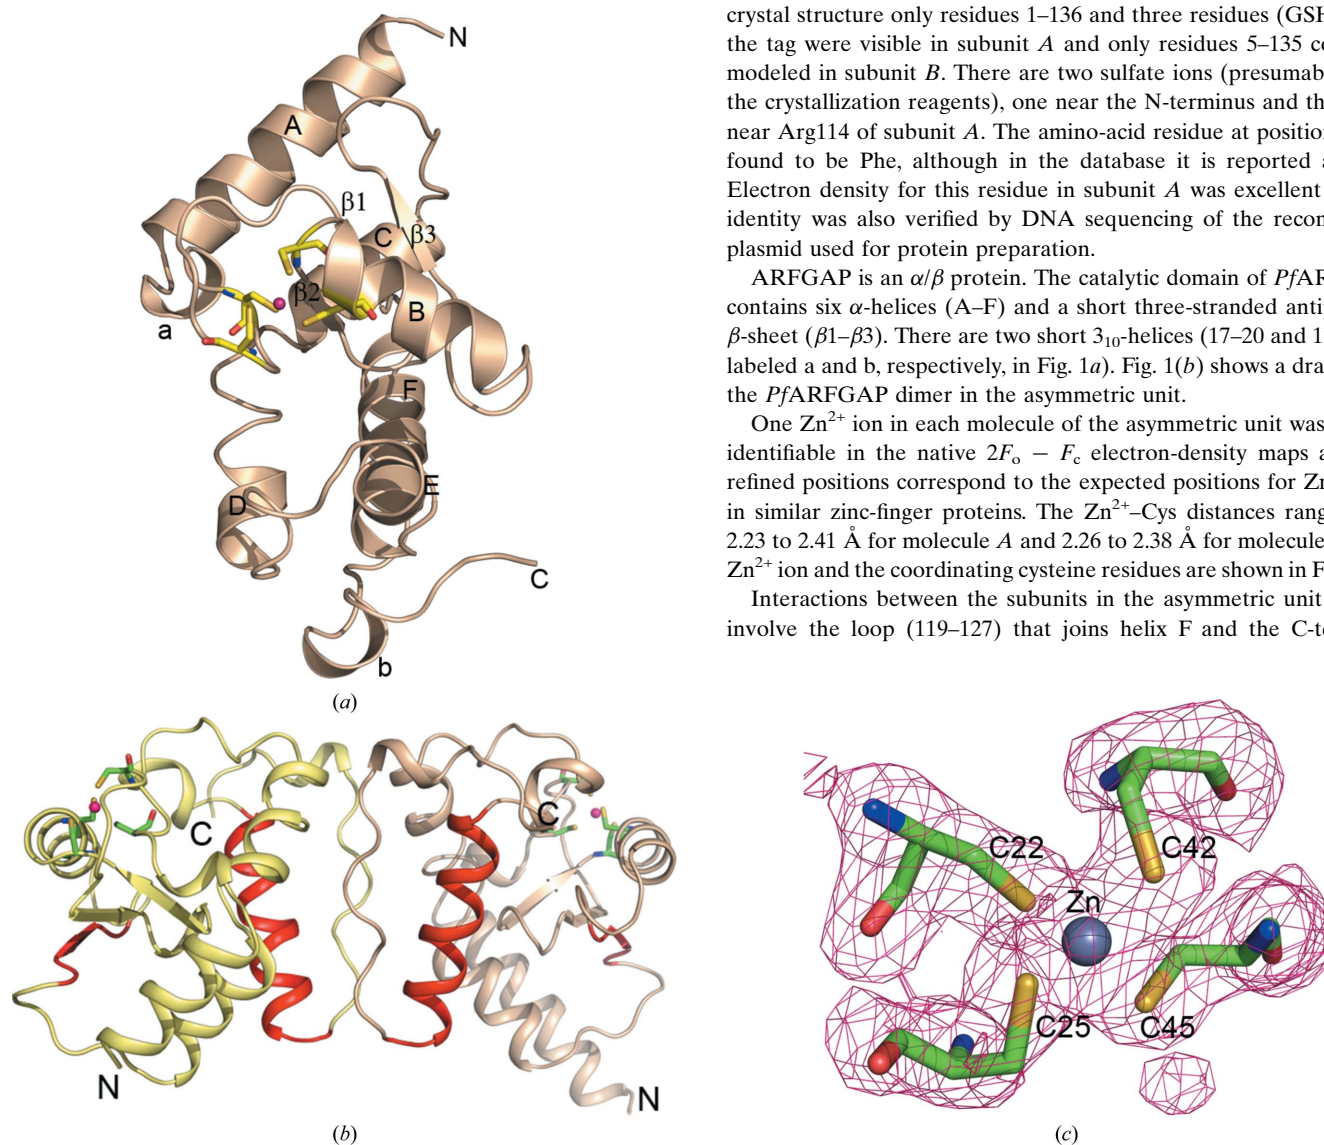 N
A
β1
C
β3
a
β2
B
F
D
E
C
b
(a)
crystal structure only residues 1–136 and three residues (GSH
the tag were visible in subunit A and only residues 5–135 co
modeled in subunit B. There are two sulfate ions (presumab
the crystallization reagents), one near the N-terminus and th
near Arg114 of subunit A. The amino-acid residue at position
found to be Phe, although in the database it is reported a
Electron density for this residue in subunit A was excellent
identity was also verified by DNA sequencing of the recon
plasmid used for protein preparation.
ARFGAP is an α/β protein. The catalytic domain of PfAR
contains six α-helices (A–F) and a short three-stranded anti
β-sheet (β1–β3). There are two short 3₁₀-helices (17–20 and 1
labeled a and b, respectively, in Fig. 1a). Fig. 1(b) shows a dra
the PfARFGAP dimer in the asymmetric unit.
One Zn²⁺ ion in each molecule of the asymmetric unit was
identifiable in the native 2Fₒ − F꜀ electron-density maps a
refined positions correspond to the expected positions for Zn
in similar zinc-finger proteins. The Zn²⁺–Cys distances rang
2.23 to 2.41 Å for molecule A and 2.26 to 2.38 Å for molecule
Zn²⁺ ion and the coordinating cysteine residues are shown in F
Interactions between the subunits in the asymmetric unit
involve the loop (119–127) that joins helix F and the C-te
C
C
N
N
(b)
C22
C42
Zn
C25
C45
(c)